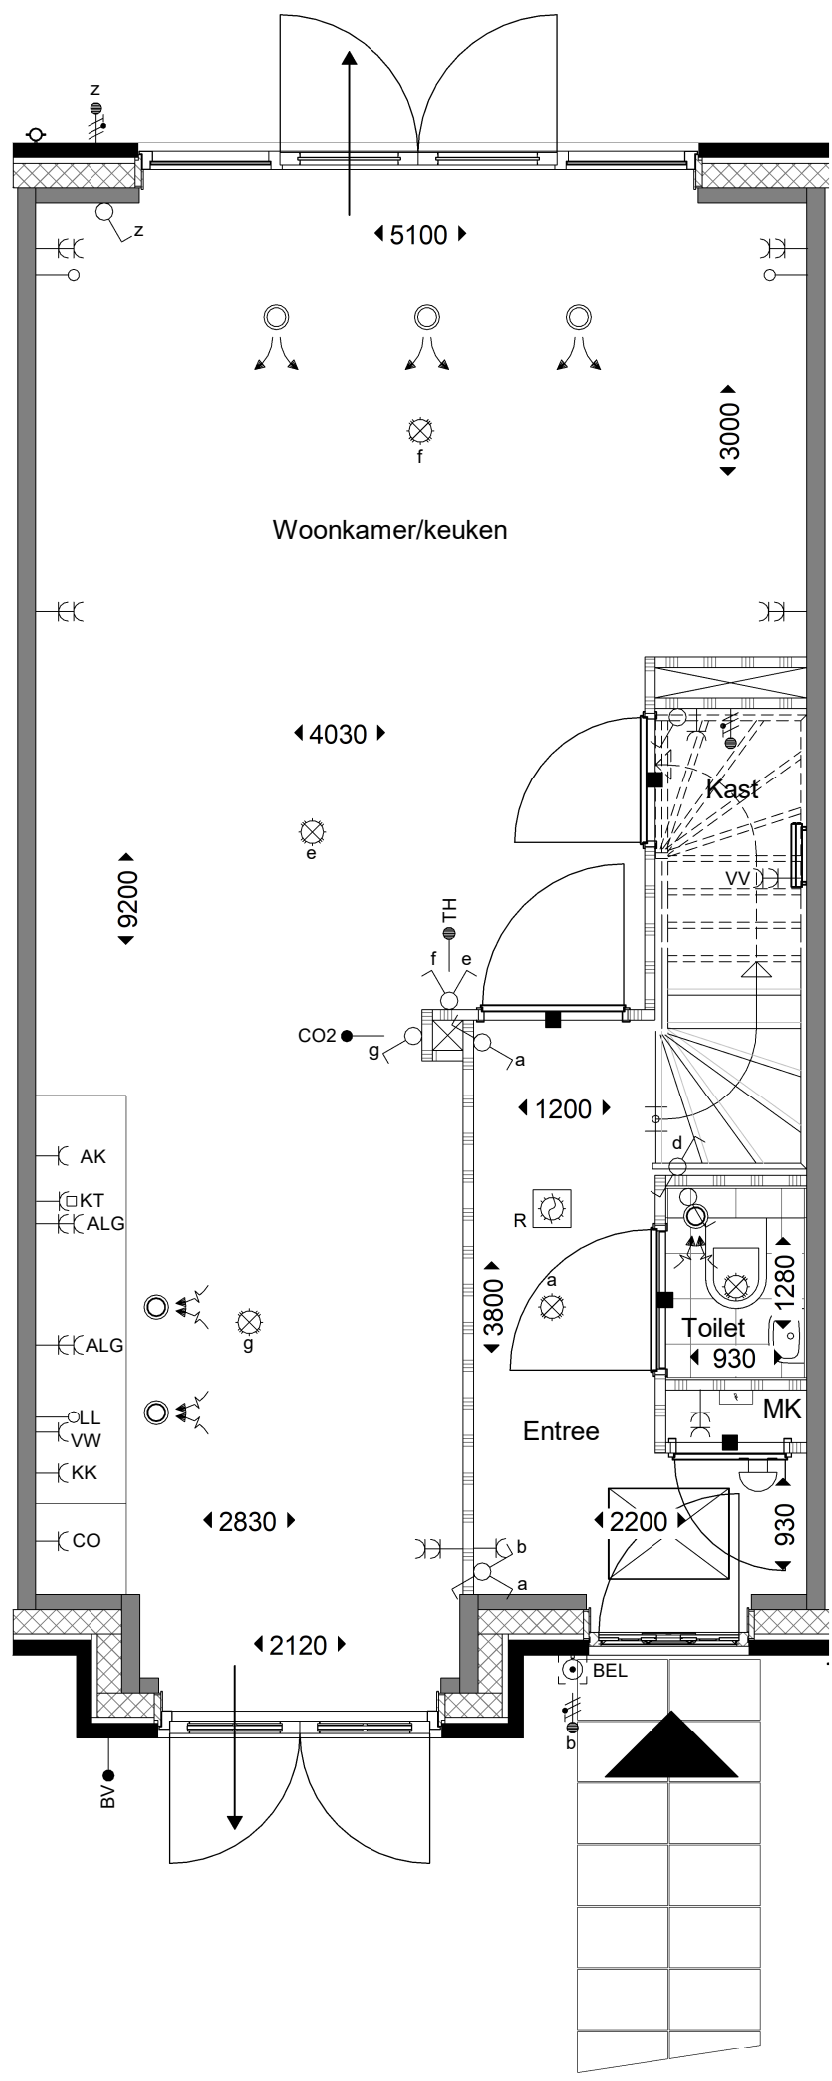 z
z
5100
3000
f
Woonkamer/keuken
4030
Kast
e
VV
9200
TH
f
e
CO2
g
a
1200
d
AK
KT
R
ALG
1280
a
3800
g
Toilet
ALG
930
LL
MK
VW
Entree
KK
2830
2200
930
CO
b
a
2120
BEL
b
BV